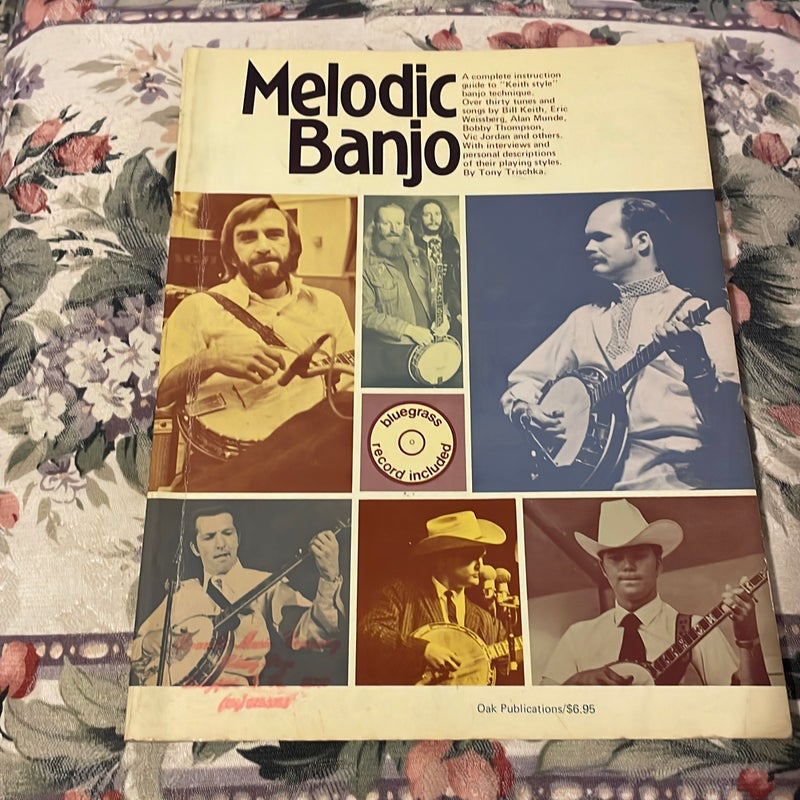 Melodic
Banjo
A complete instruction
guide to "Keith style"
banjo technique.
Over thirty tunes and
songs by Bill Keith, Eric
Weissberg, Alan Munde,
Bobby Thompson,
Vic Jordan and others.
With interviews and
personal descriptions
of their playing styles.
By Tony Trischka.
bluegrass
record included
Oak Publications/$6.95